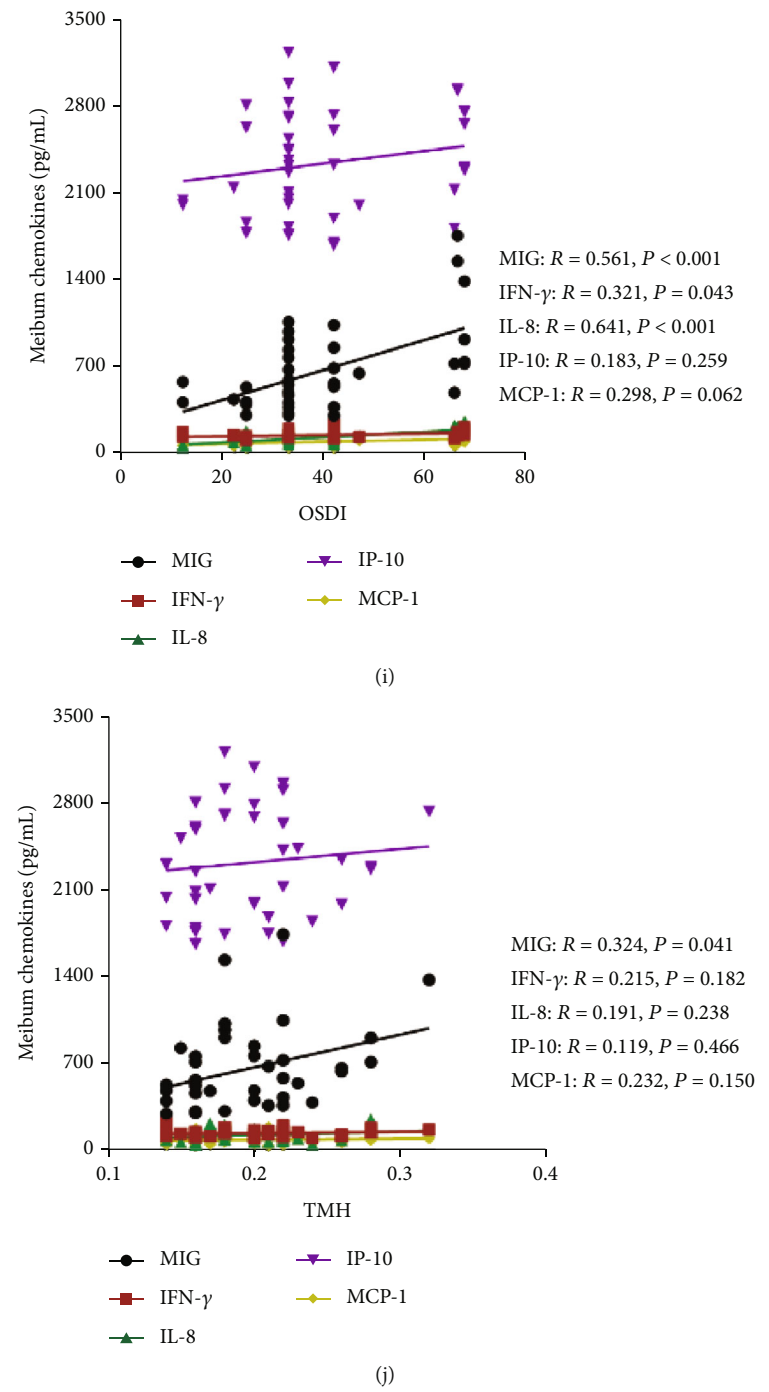 3500
2800
2100
1400
700
0
Meibum chemokines (pg/mL)
0 20 40 60 80
OSDI
MIG: R = 0.561, P < 0.001
IFN-γ: R = 0.321, P = 0.043
IL-8: R = 0.641, P < 0.001
IP-10: R = 0.183, P = 0.259
MCP-1: R = 0.298, P = 0.062
MIG IP-10
IFN-γ MCP-1
IL-8
(i)
3500
2800
2100
1400
700
0
Meibum chemokines (pg/mL)
0.1 0.2 0.3 0.4
TMH
MIG: R = 0.324, P = 0.041
IFN-γ: R = 0.215, P = 0.182
IL-8: R = 0.191, P = 0.238
IP-10: R = 0.119, P = 0.466
MCP-1: R = 0.232, P = 0.150
MIG IP-10
IFN-γ MCP-1
IL-8
(j)